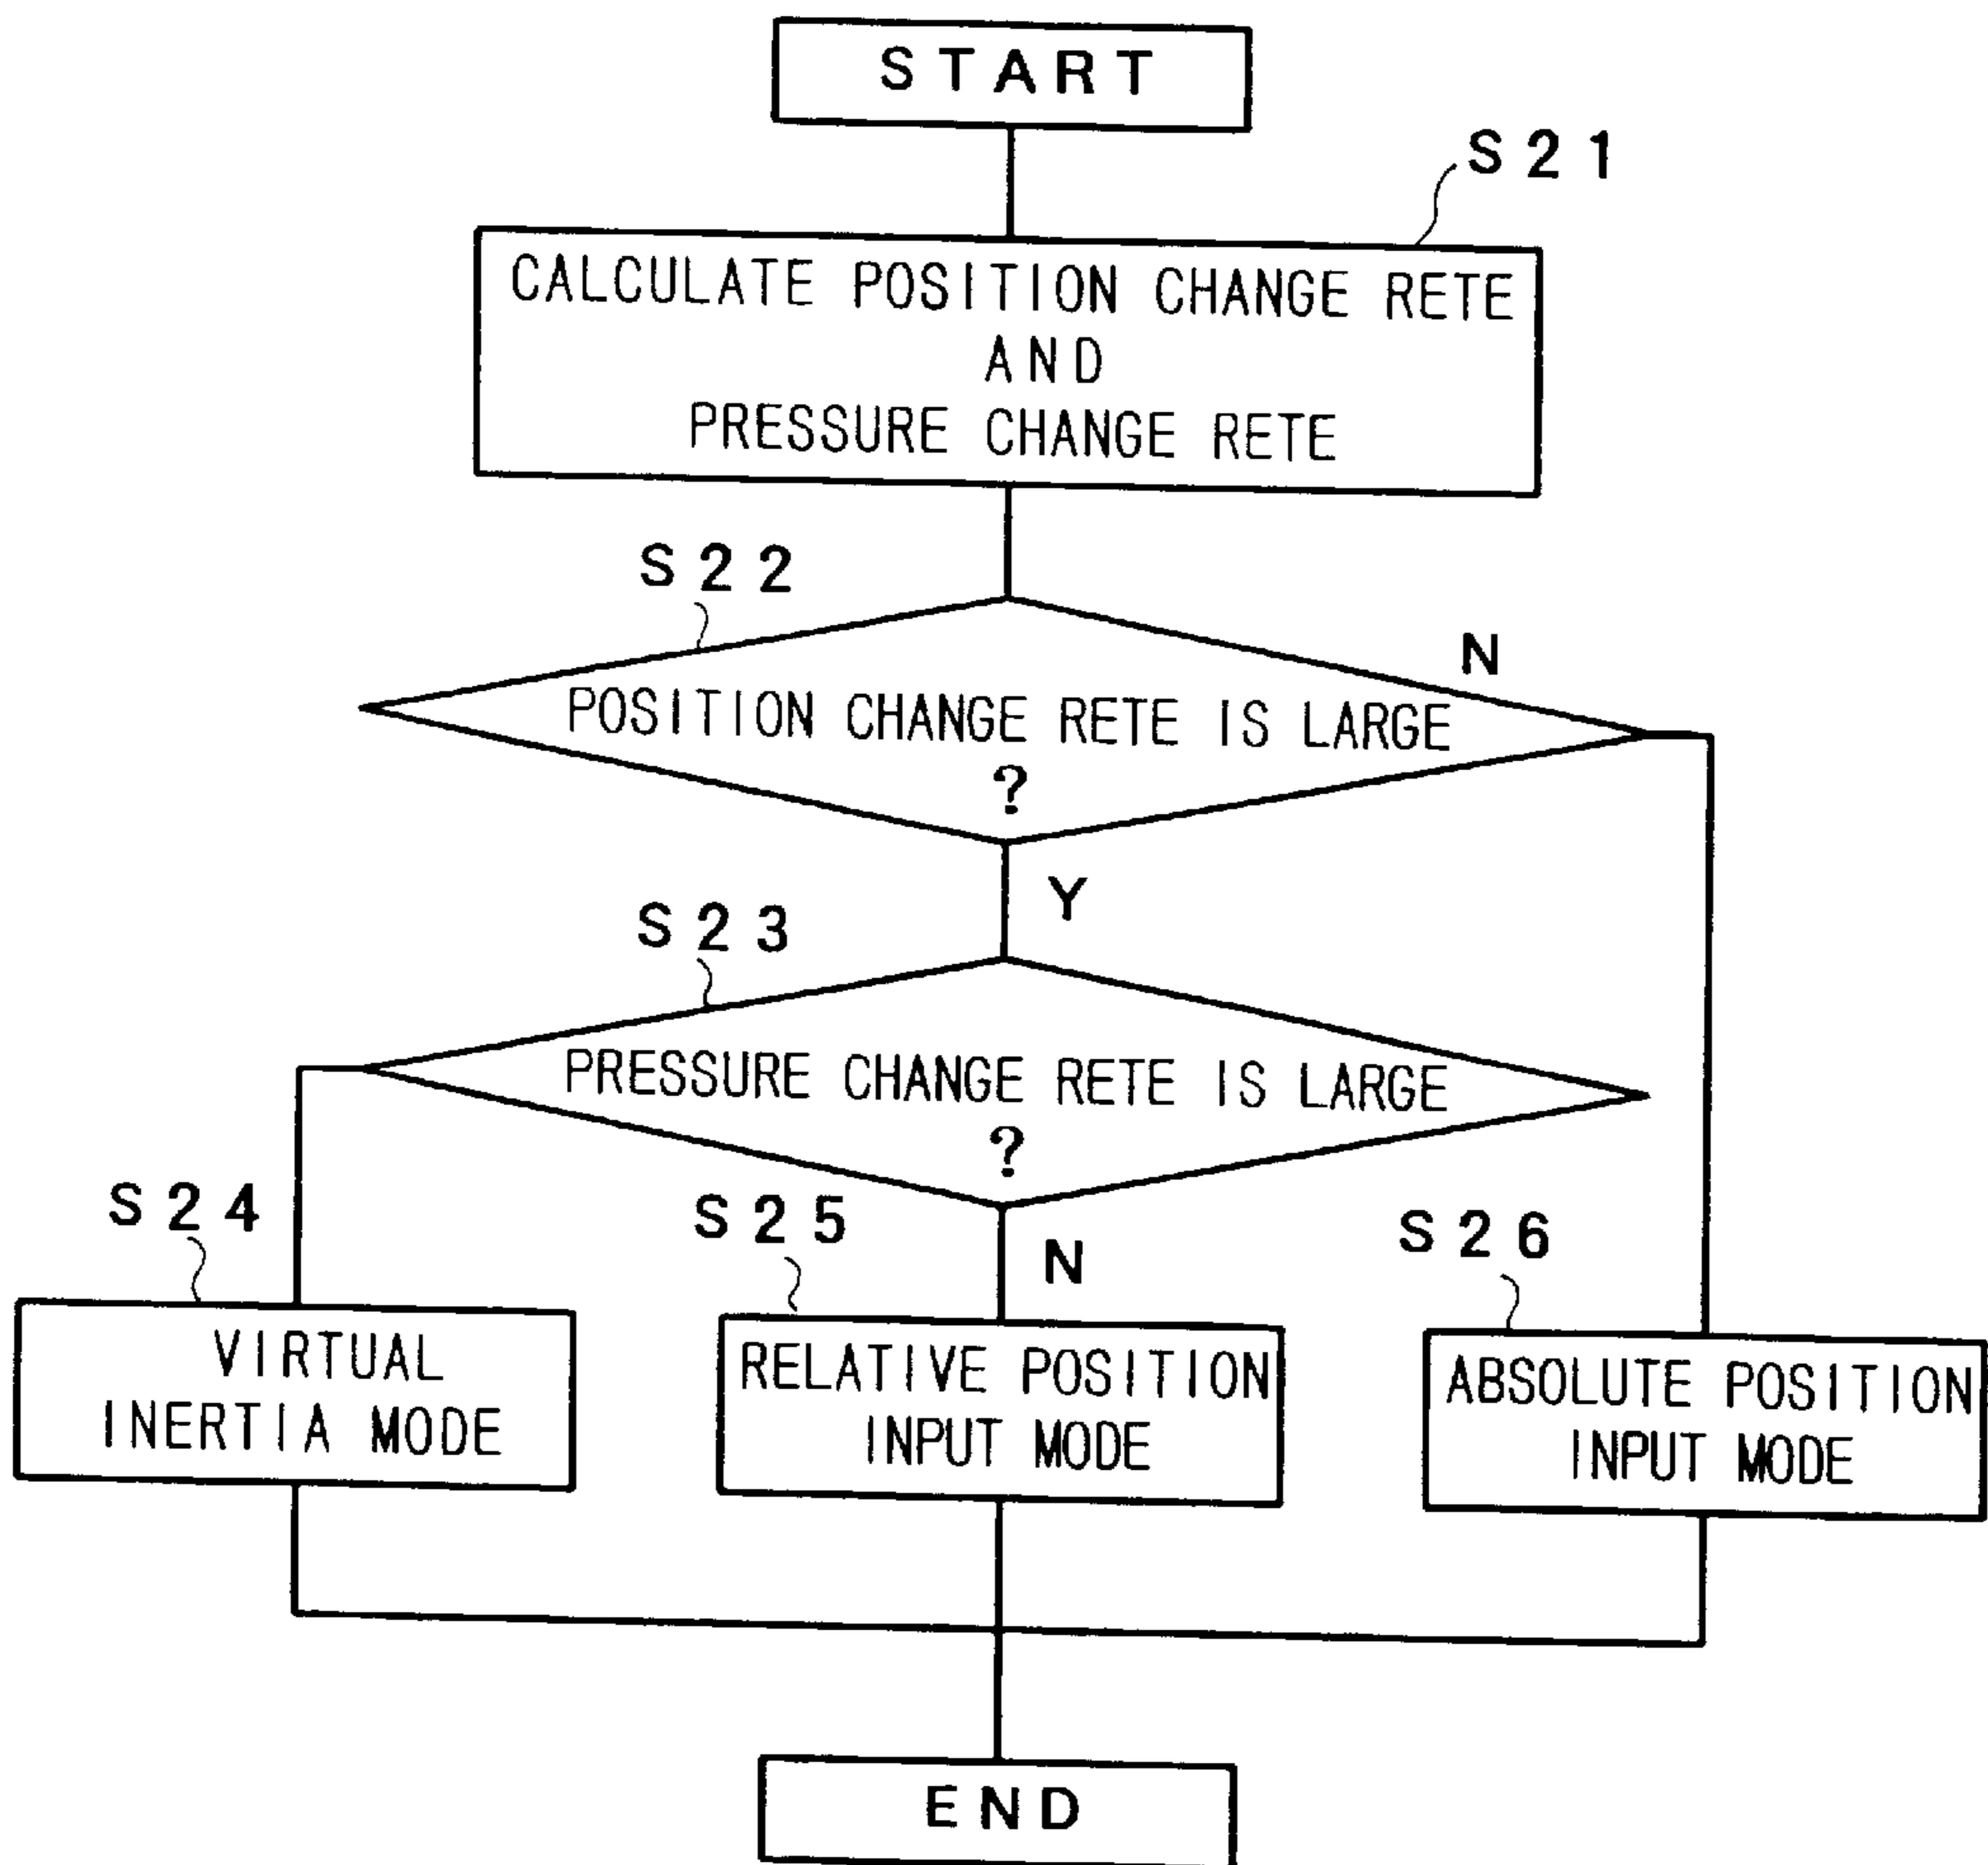 START
S21
CALCULATE POSITION CHANGE RETE
AND
PRESSURE CHANGE RETE
S22
N
POSITION CHANGE RETE IS LARGE
?
Y
S23
PRESSURE CHANGE RETE IS LARGE
?
S24
S25
N
S26
VIRTUAL
INERTIA MODE
RELATIVE POSITION
INPUT MODE
ABSOLUTE POSITION
INPUT MODE
END